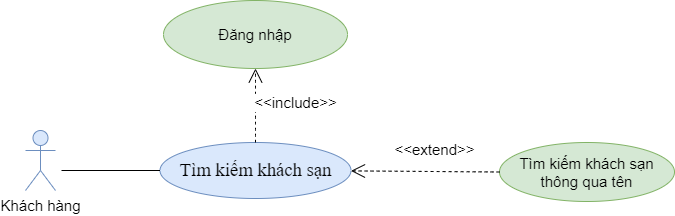 Đăng nhập
<<include>>
<<extend>>
Tìm kiếm khách sạn
Tìm kiếm khách sạn
thông qua tên
Khách hàng